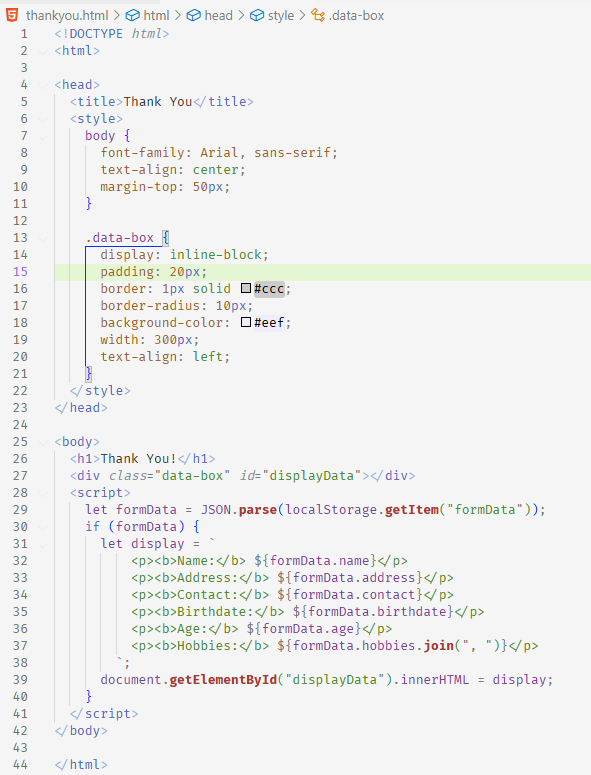 thankyou.html > html > head > style > .data-box
1 <!DOCTYPE html>
2 <html>
3
4 <head>
5 <title>Thank You</title>
6 <style>
7 body {
8 font-family: Arial, sans-serif;
9 text-align: center;
10 margin-top: 50px;
11 }
12
13 .data-box {
14 display: inline-block;
15 padding: 20px;
16 border: 1px solid #ccc;
17 border-radius: 10px;
18 background-color: #eef;
19 width: 300px;
20 text-align: left;
21 }
22 </style>
23 </head>
24
25 <body>
26 <h1>Thank You!</h1>
27 <div class="data-box" id="displayData"></div>
28 <script>
29 let formData = JSON.parse(localStorage.getItem("formData"));
30 if (formData) {
31 let display = `
32 <p><b>Name:</b> ${formData.name}</p>
33 <p><b>Address:</b> ${formData.address}</p>
34 <p><b>Contact:</b> ${formData.contact}</p>
35 <p><b>Birthdate:</b> ${formData.birthdate}</p>
36 <p><b>Age:</b> ${formData.age}</p>
37 <p><b>Hobbies:</b> ${formData.hobbies.join(", ")}</p>
38 `;
39 document.getElementById("displayData").innerHTML = display;
40 }
41 </script>
42 </body>
43
44 </html>